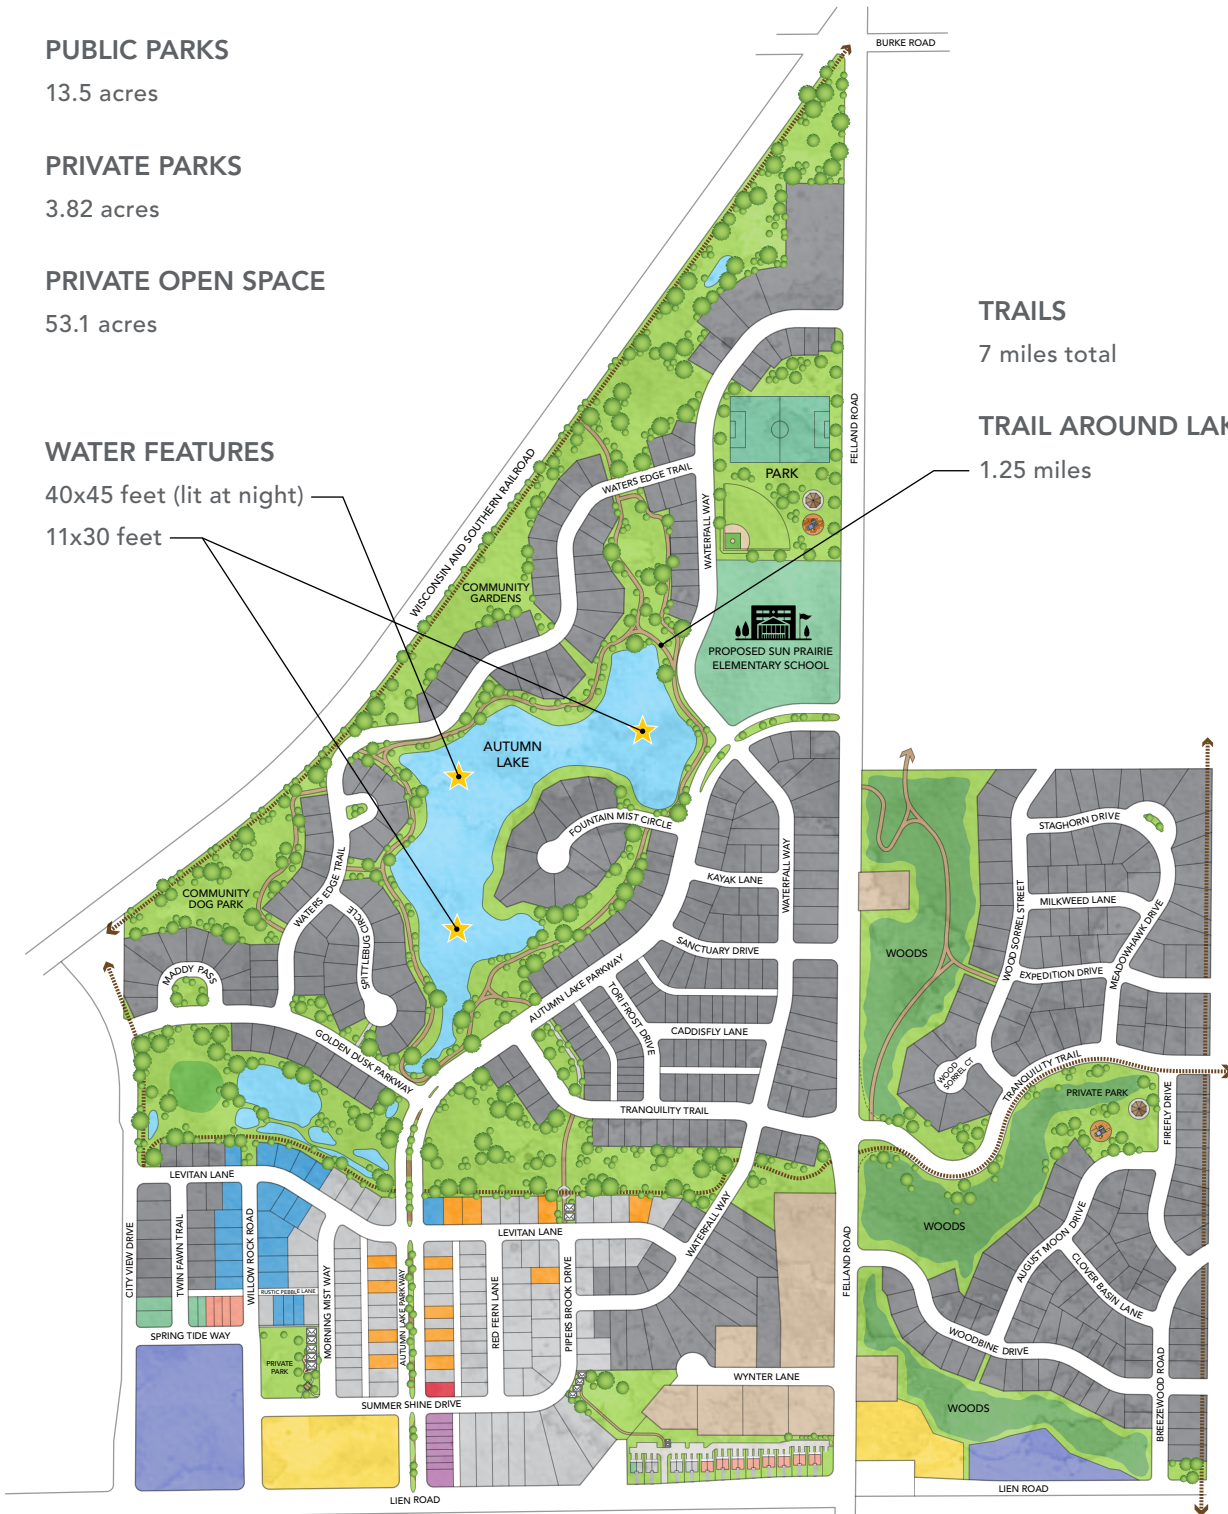 PUBLIC PARKS
13.5 acres
PRIVATE PARKS
3.82 acres
PRIVATE OPEN SPACE
53.1 acres
WATER FEATURES
40x45 feet (lit at night)
11x30 feet
TRAILS
7 miles total
TRAIL AROUND LAK
1.25 miles
BURKE ROAD
FELLAND ROAD
WISCONSIN AND SOUTHERN RAILROAD
WATERS EDGE TRAIL
WATERFALL WAY
PARK
COMMUNITY
GARDENS
PROPOSED SUN PRAIRIE
ELEMENTARY SCHOOL
AUTUMN
LAKE
FOUNTAIN MIST CIRCLE
KAYAK LANE
WATERFALL WAY
SANCTUARY DRIVE
AUTUMN LAKE PARKWAY
TORI FROST DRIVE
CADDISFLY LANE
TRANQUILITY TRAIL
COMMUNITY
DOG PARK
WATERS EDGE TRAIL
SPITTLEBUG CIRCLE
MADDY PASS
GOLDEN DUSK PARKWAY
STAGHORN DRIVE
MILKWEED LANE
WOOD SORREL STREET
MEADOWHAWK DRIVE
EXPEDITION DRIVE
WOODS
WOOD
SORREL CT
TRANQUILITY TRAIL
PRIVATE PARK
FIREFLY DRIVE
LEVITAN LANE
CITY VIEW DRIVE
TWIN FAWN TRAIL
WILLOW ROCK ROAD
RUSTIC PEBBLE LANE
MORNING MIST WAY
AUTUMN LAKE PARKWAY
LEVITAN LANE
RED FERN LANE
PIPERS BROOK DRIVE
WATERFALL WAY
FELLAND ROAD
WOODS
AUGUST MOON DRIVE
CLOVER BASIN LANE
WOODBINE DRIVE
BREEZEWOOD ROAD
SPRING TIDE WAY
PRIVATE
PARK
SUMMER SHINE DRIVE
WYNTER LANE
WOODS
LIEN ROAD
LIEN ROAD